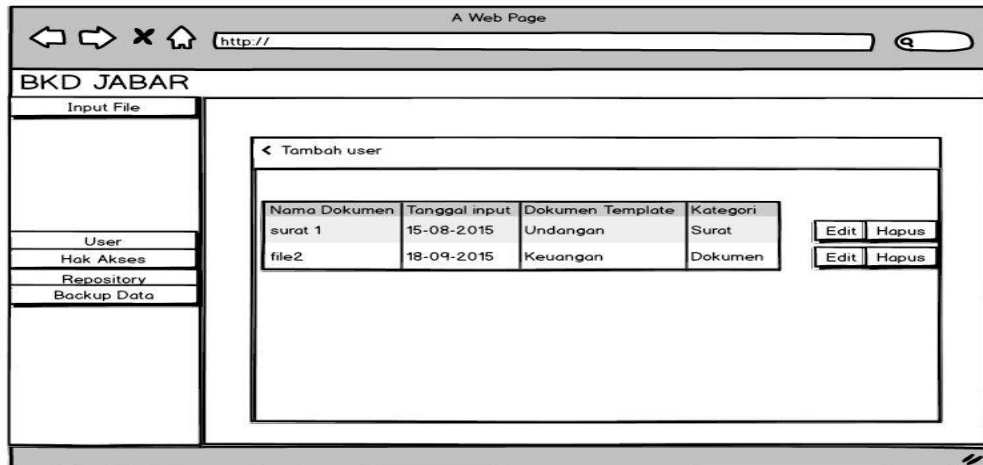 A Web Page
http://
BKD JABAR
Input File
User
Hak Akses
Repository
Backup Data
< Tambah user
Nama Dokumen Tanggal input Dokumen Template Kategori
surat 1 15-08-2015 Undangan Surat Edit Hapus
file2 18-09-2015 Keuangan Dokumen Edit Hapus